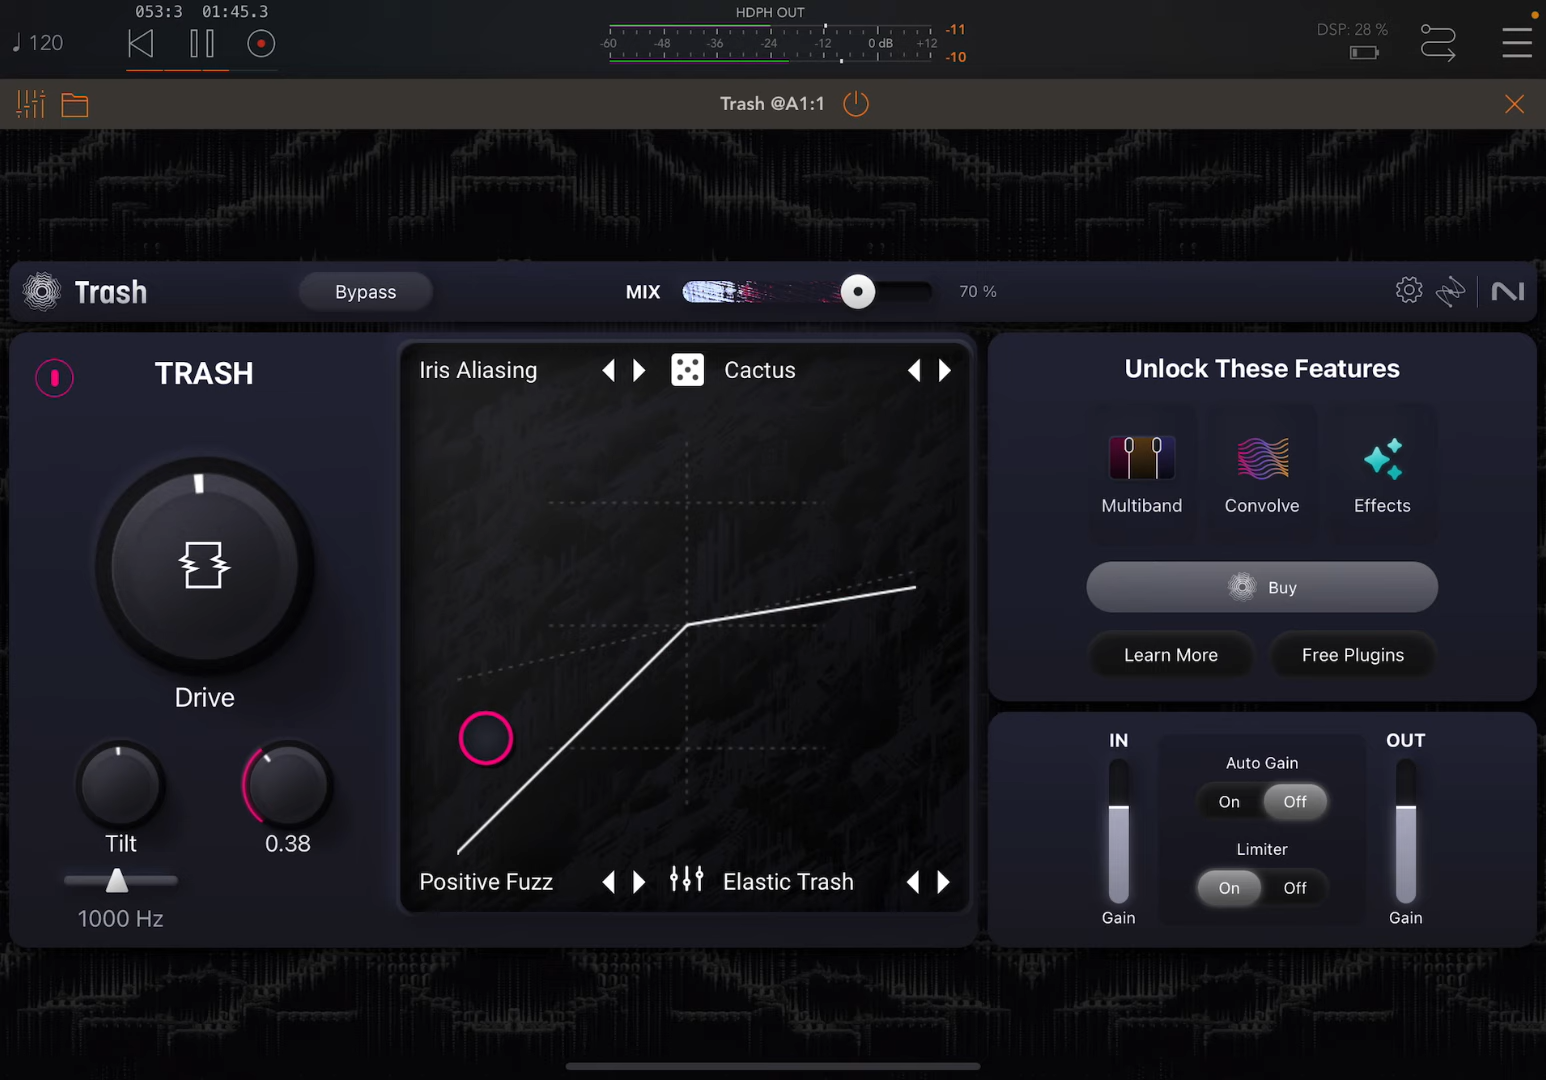 053:3 01:45.3
120
HDPH OUT
-60 -48 -36 -24 -12 0 dB +12
-11
-10
DSP: 28 %
Trash @A1:1
Trash
Bypass
MIX
70 %
TRASH
Iris Aliasing
Cactus
Unlock These Features
Multiband
Convolve
Effects
Buy
Learn More
Free Plugins
Drive
Tilt
0.38
1000 Hz
Positive Fuzz
Elastic Trash
IN
OUT
Auto Gain
On Off
Limiter
On Off
Gain
Gain